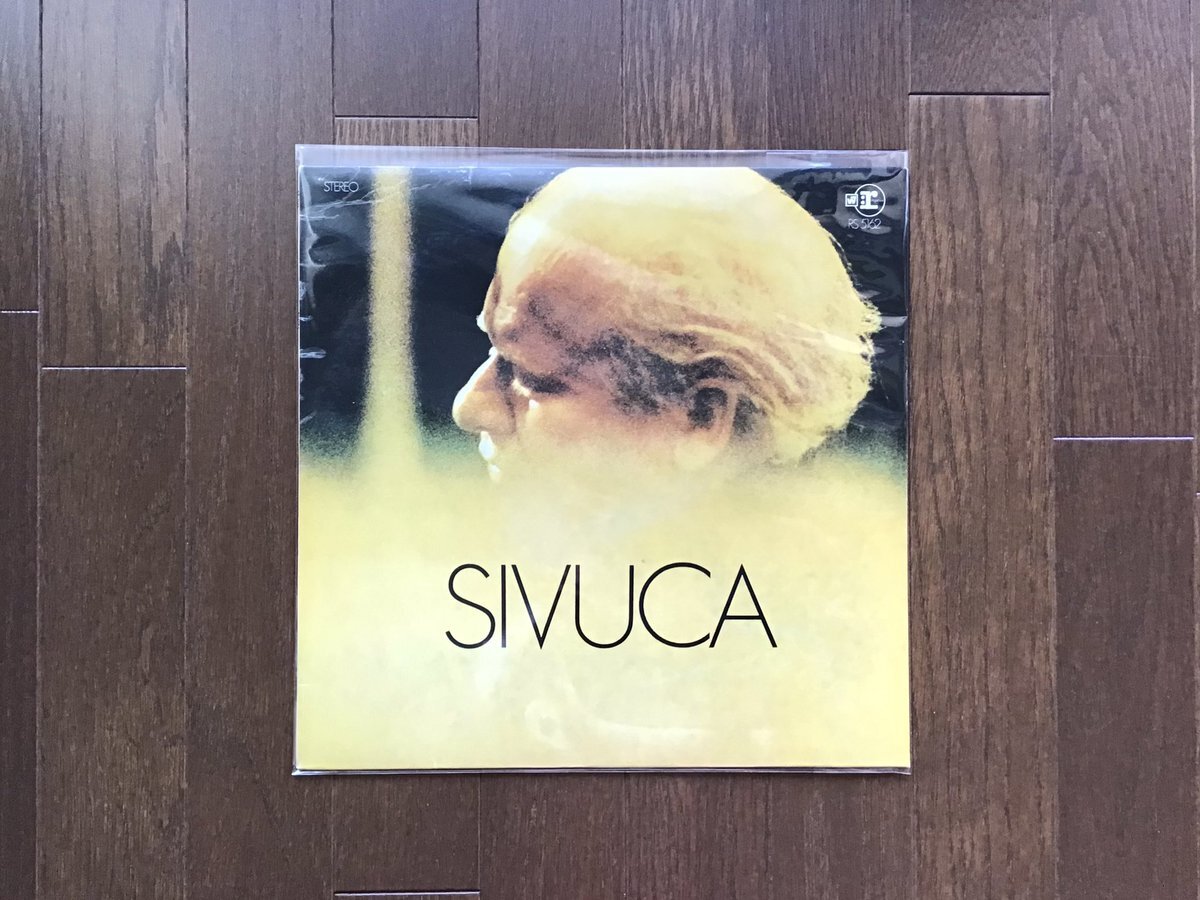 STEREO
W r
RS 5162
SIVUCA